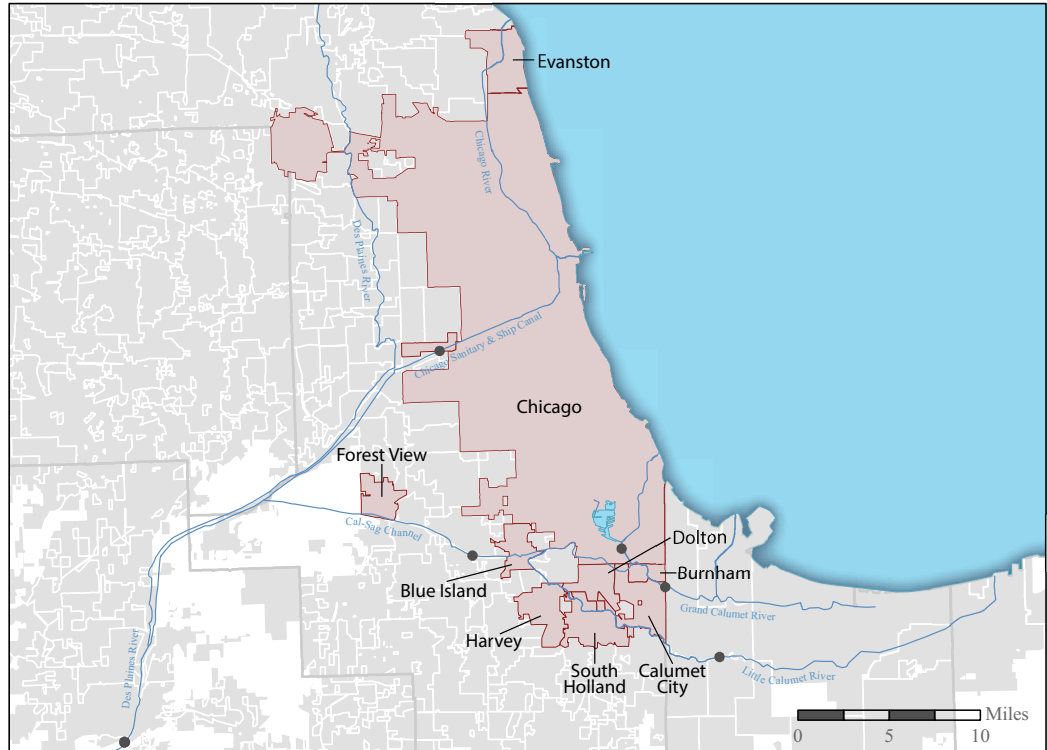 Evanston
Chicago River
Des Plaines River
Chicago Sanitary & Ship Canal
Chicago
Forest View
Cal-Sag Channel
Dolton
Burnham
Blue Island
Grand Calumet River
Harvey
South
Holland
Calumet
City
Little Calumet River
Des Plaines River
Miles
0
5
10